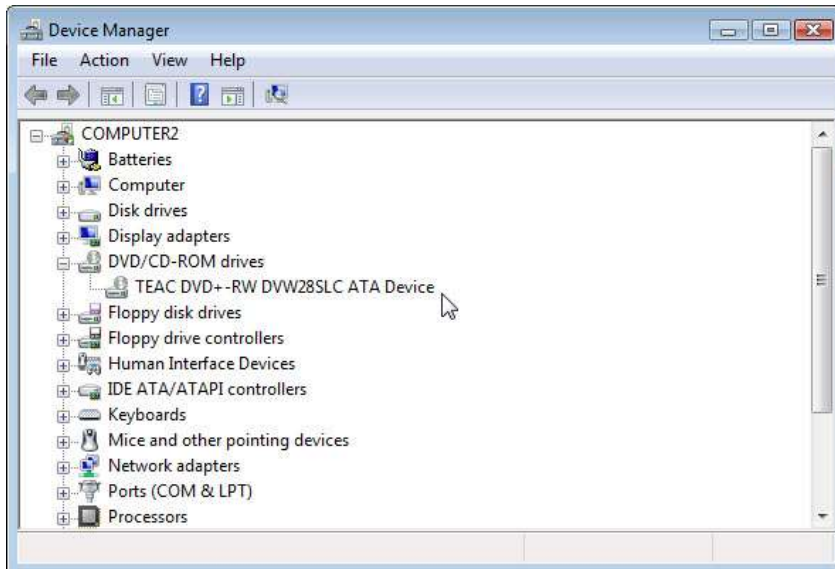 Device Manager
File Action View Help
COMPUTER2
Batteries
Computer
Disk drives
Display adapters
DVD/CD-ROM drives
TEAC DVD+-RW DVW28SLC ATA Device
Floppy disk drives
Floppy drive controllers
Human Interface Devices
IDE ATA/ATAPI controllers
Keyboards
Mice and other pointing devices
Network adapters
Ports (COM & LPT)
Processors